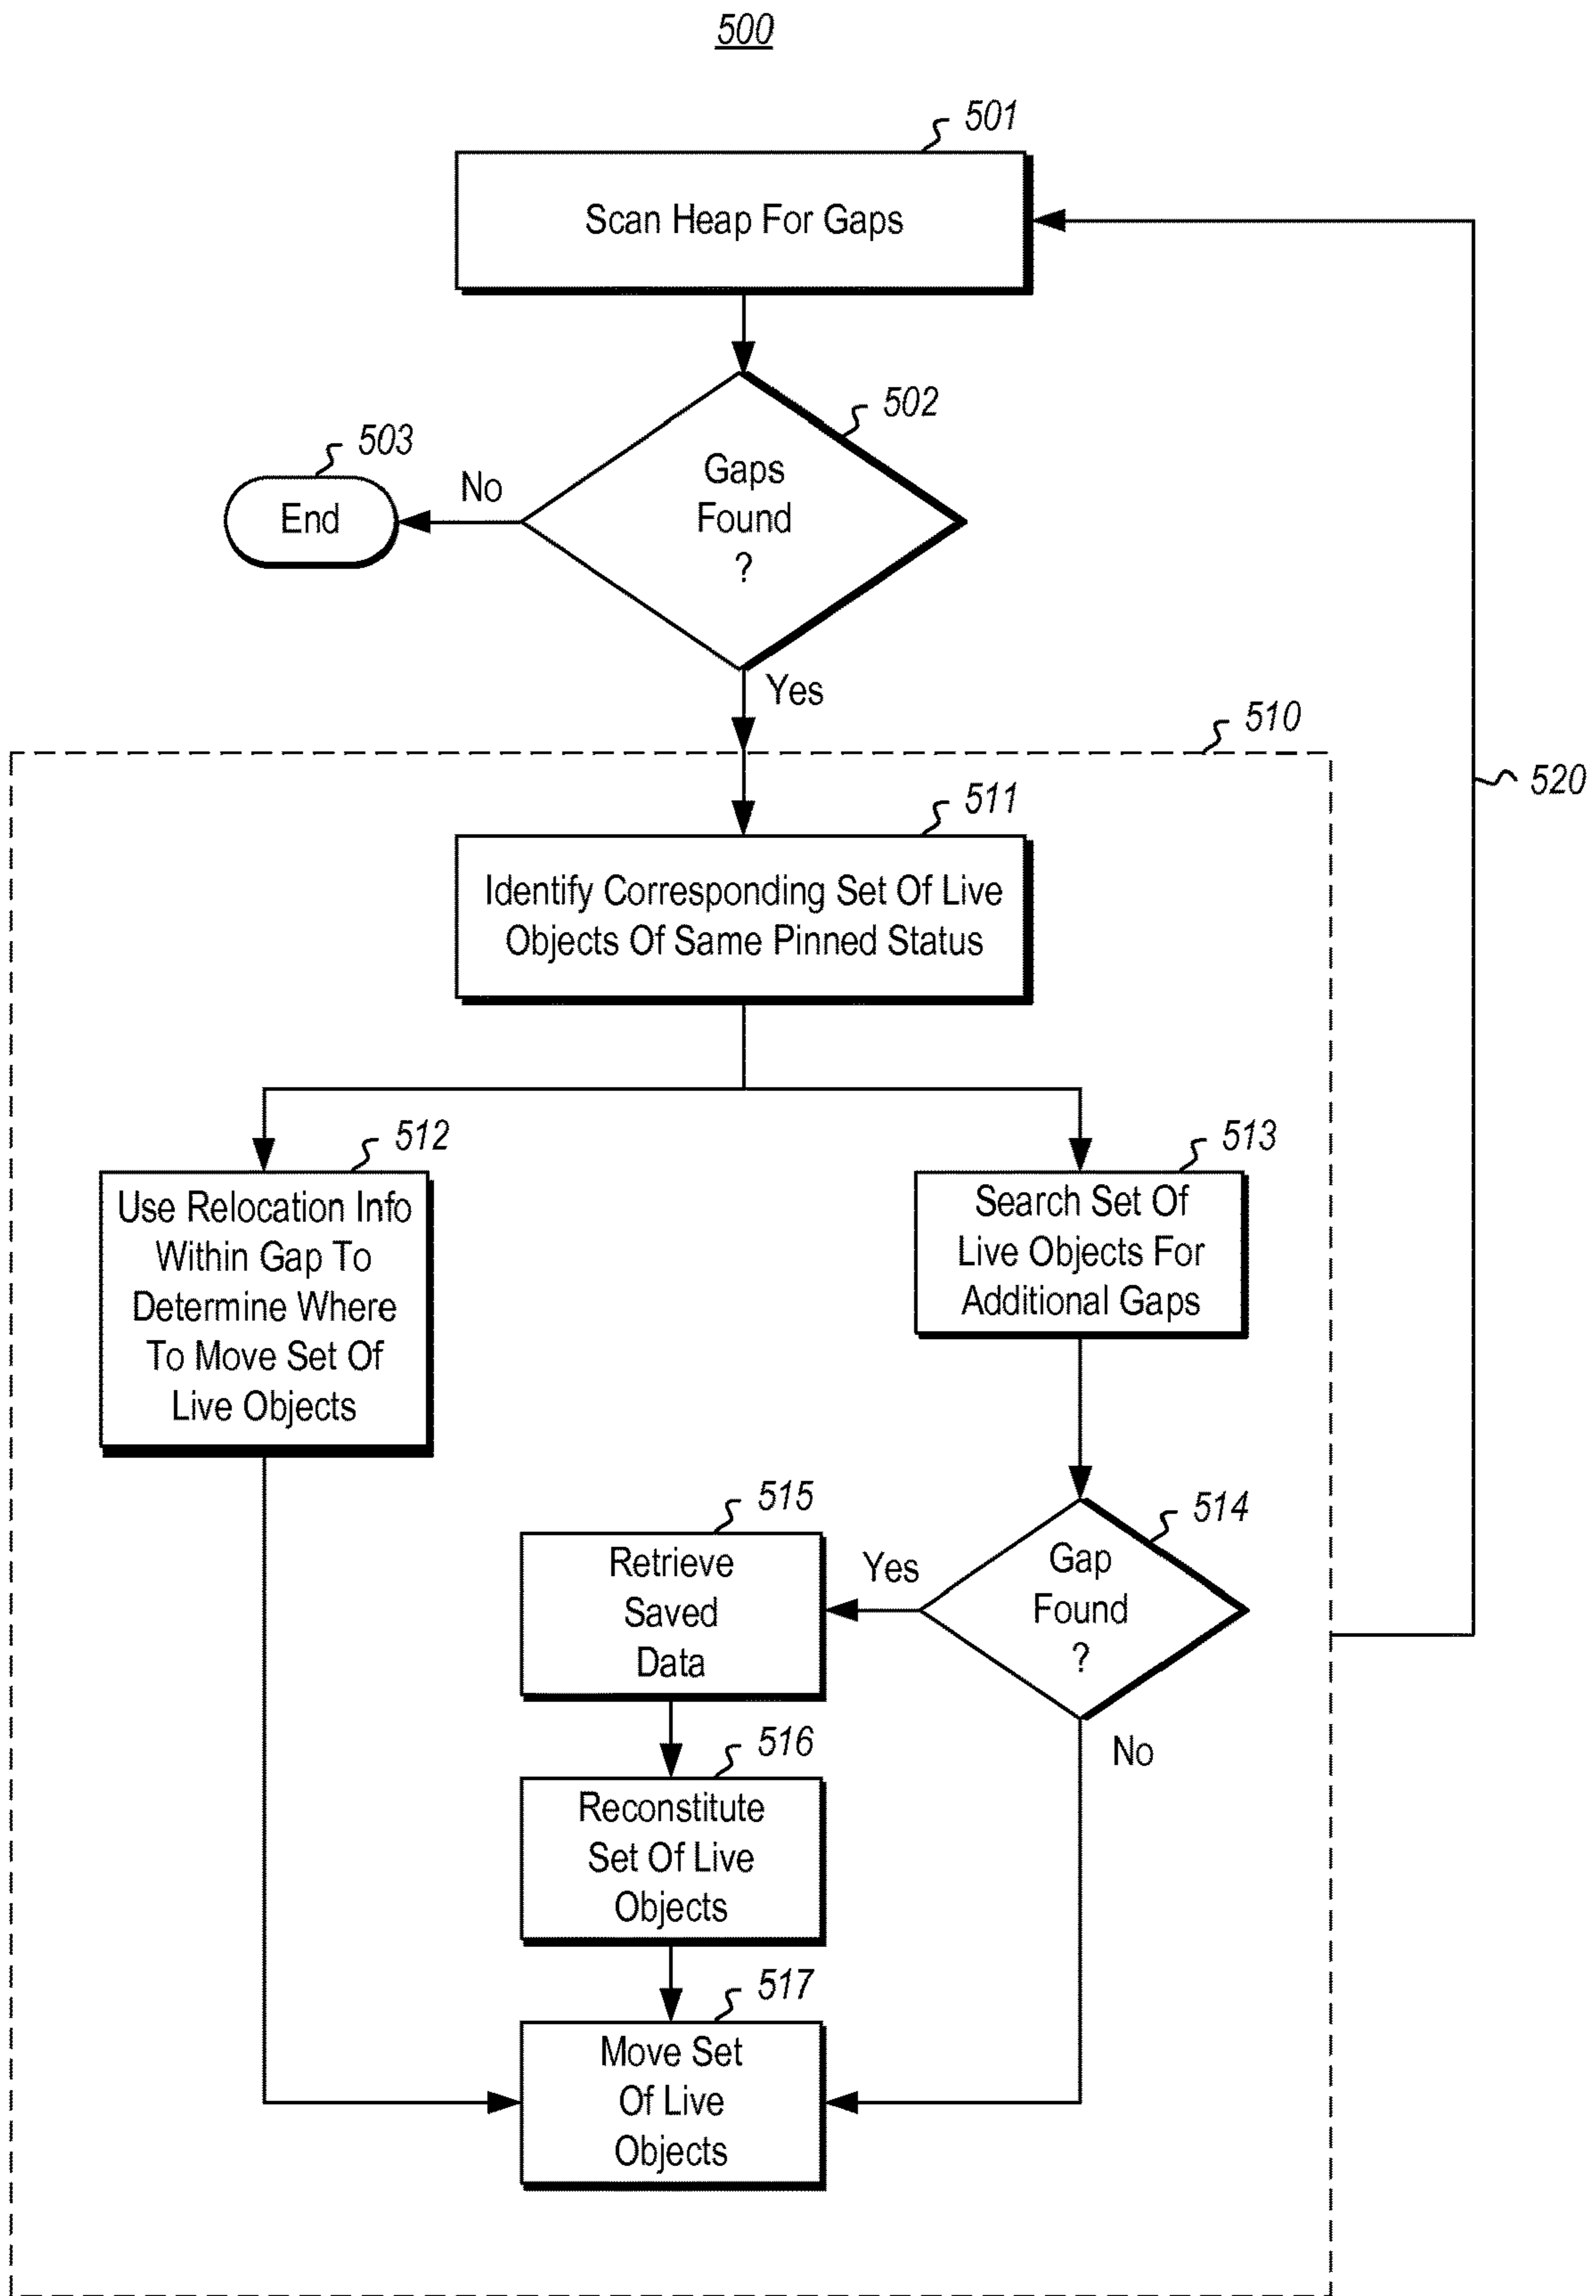 500
501
Scan Heap For Gaps
502
Gaps
Found
?
503
End
No
Yes
510
520
511
Identify Corresponding Set Of Live
Objects Of Same Pinned Status
512
Use Relocation Info
Within Gap To
Determine Where
To Move Set Of
Live Objects
513
Search Set Of
Live Objects For
Additional Gaps
514
Gap
Found
?
Yes
No
515
Retrieve
Saved
Data
516
Reconstitute
Set Of Live
Objects
517
Move Set
Of Live
Objects